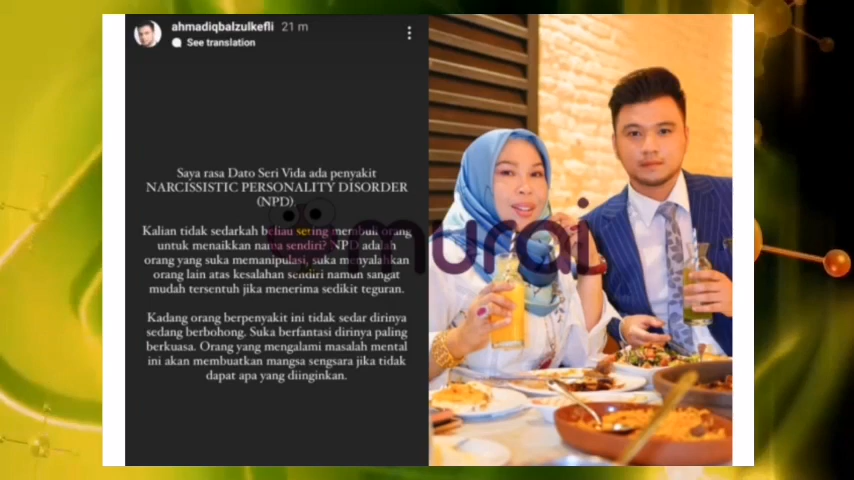 ahmadiqbalzulkefli 21 m
See translation
Saya rasa Dato Seri Vida ada penyakit
NARCISSISTIC PERSONALITY DISORDER
(NPD)
Kalian tidak sedarkah beliau sering membuli orang
untuk menaikkan nama sendiri? NPD adalah
orang yang suka memanipulasi, suka menyalahkan
orang lain atas kesalahan sendiri namun sangat
mudah tersentuh jika menerima sedikit teguran.
Kadang orang berpenyakit ini tidak sedar dirinya
sedang berbohong. Suka berfantasi dirinya paling
berkuasa. Orang yang mengalami masalah mental
ini akan membuatkan mangsa sengsara jika tidak
dapat apa yang diinginkan.
murai